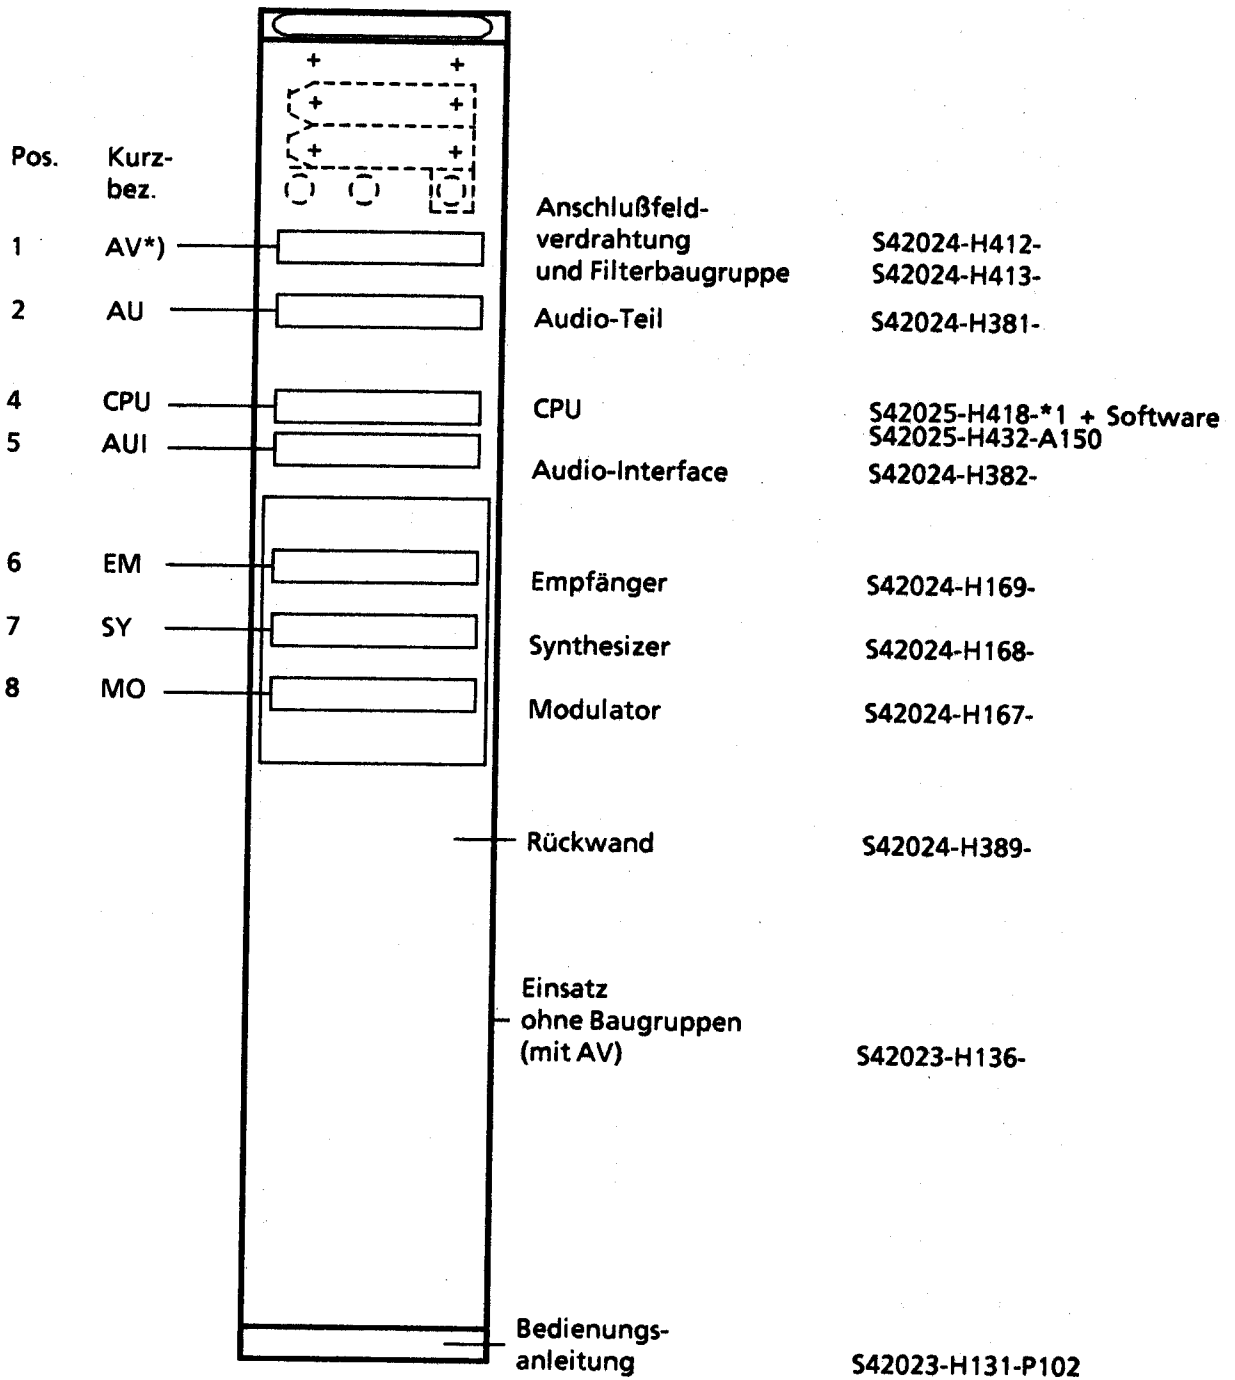 Pos. Kurz-
bez.
Anschlußfeld-
1 AV*) verdrahtung S42024-H412-
und Filterbaugruppe S42024-H413-
2 AU Audio-Teil S42024-H381-
4 CPU CPU S42025-H418-*1 + Software
S42025-H432-A150
5 AUI Audio-Interface S42024-H382-
6 EM Empfänger S42024-H169-
7 SY Synthesizer S42024-H168-
8 MO Modulator S42024-H167-
Rückwand S42024-H389-
Einsatz
ohne Baugruppen
(mit AV) S42023-H136-
Bedienungs-
anleitung S42023-H131-P102